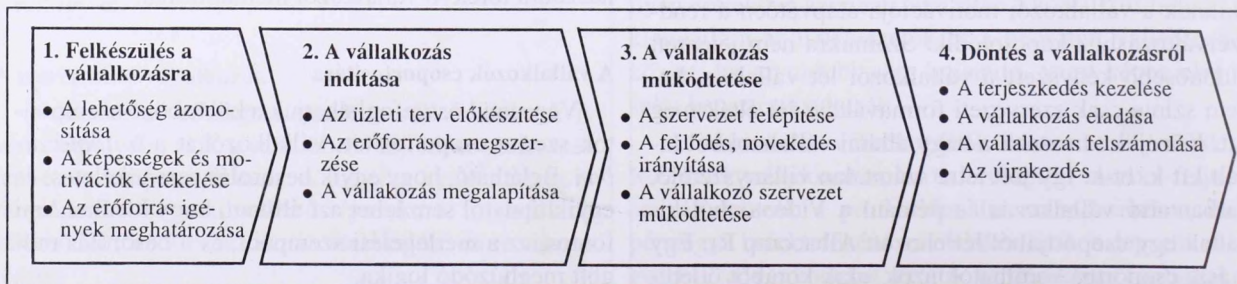 1. Felkészülés a
vállalkozásra
• A lehetőség azono-
sítása
• A képességek és mo-
tivációk értékelése
• Az erőforrás igé-
nyek meghatározása
2. A vállalkozás
indítása
• Az üzleti terv előkészítése
• Az erőforrások megszer-
zése
• A vállakozás megalapítása
3. A vállalkozás
működtetése
• A szervezet felépítése
• A fejlődés, növekedés
irányítása
• A vállalkozó szervezet
működtetése
4. Döntés a vállalkozásról
• A terjeszkedés kezelése
• A vállalkozás eladása
• A vállalkozás felszámolása
• Az újrakezdés